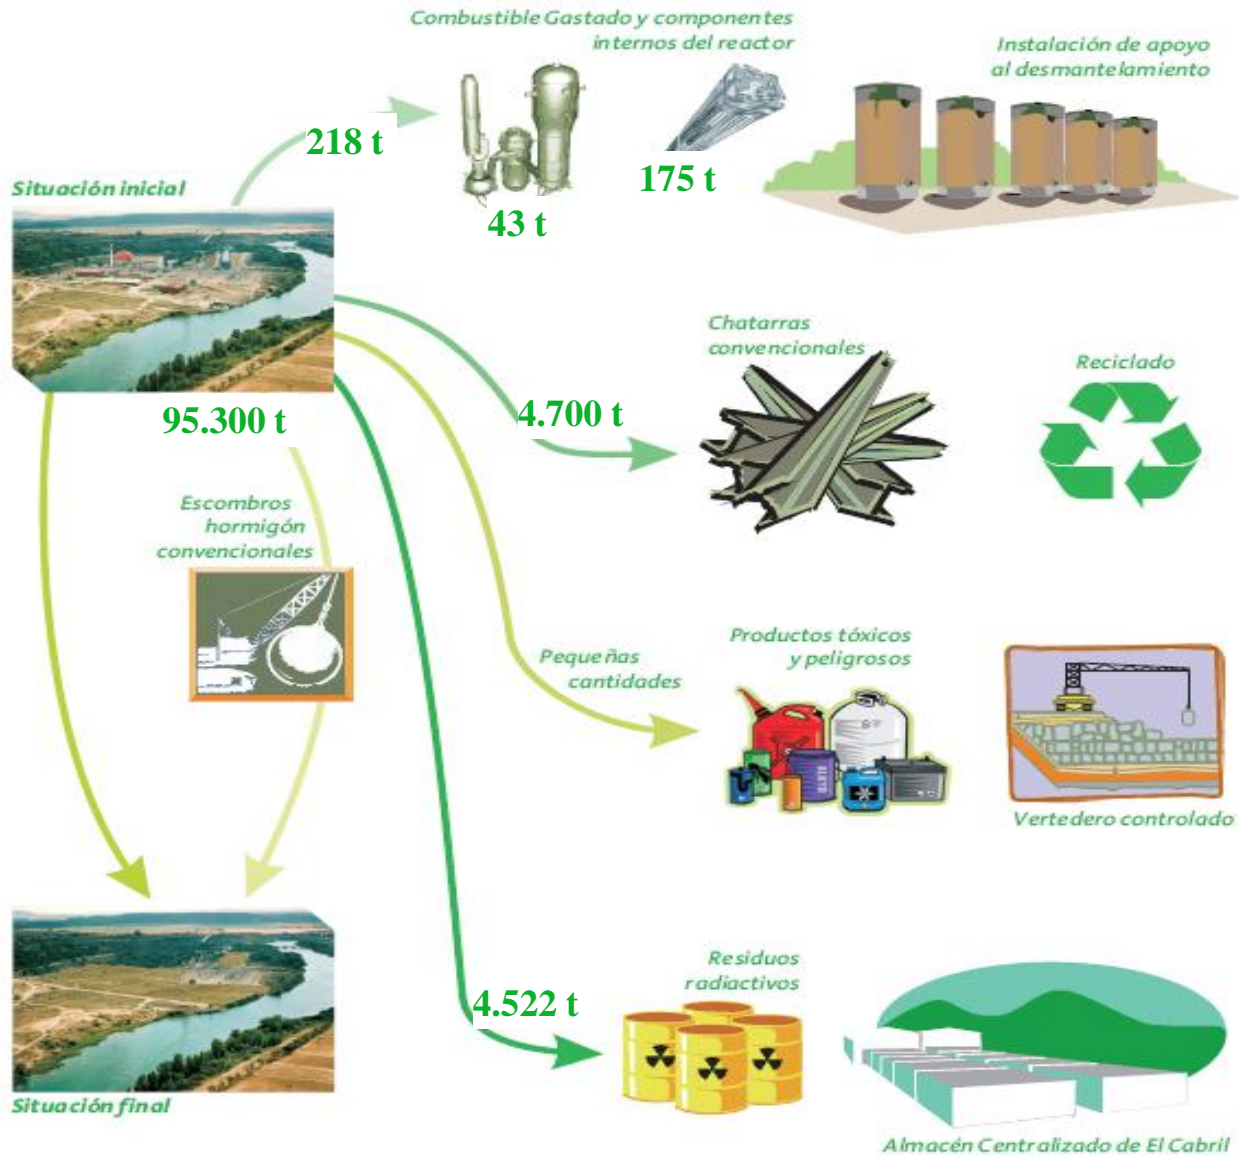 Combustible Gastado y componentes
internos del reactor
Instalación de apoyo
al desmantelamiento
218 t
43 t
175 t
Situación inicial
95.300 t
Chatarras
convencionales
Reciclado
4.700 t
Escombros
hormigón
convencionales
Pequeñas
cantidades
Productos tóxicos
y peligrosos
Vertedero controlado
Residuos
radiactivos
4.522 t
Situación final
Almacén Centralizado de El Cabril